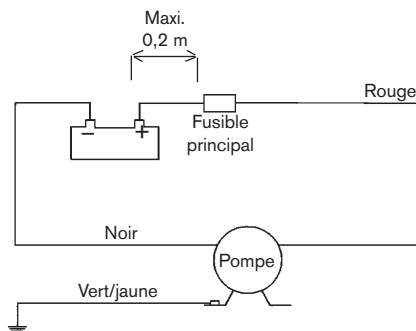 Maxi.
0,2 m
Rouge
− +
Fusible
principal
Noir
Pompe
Vert/jaune